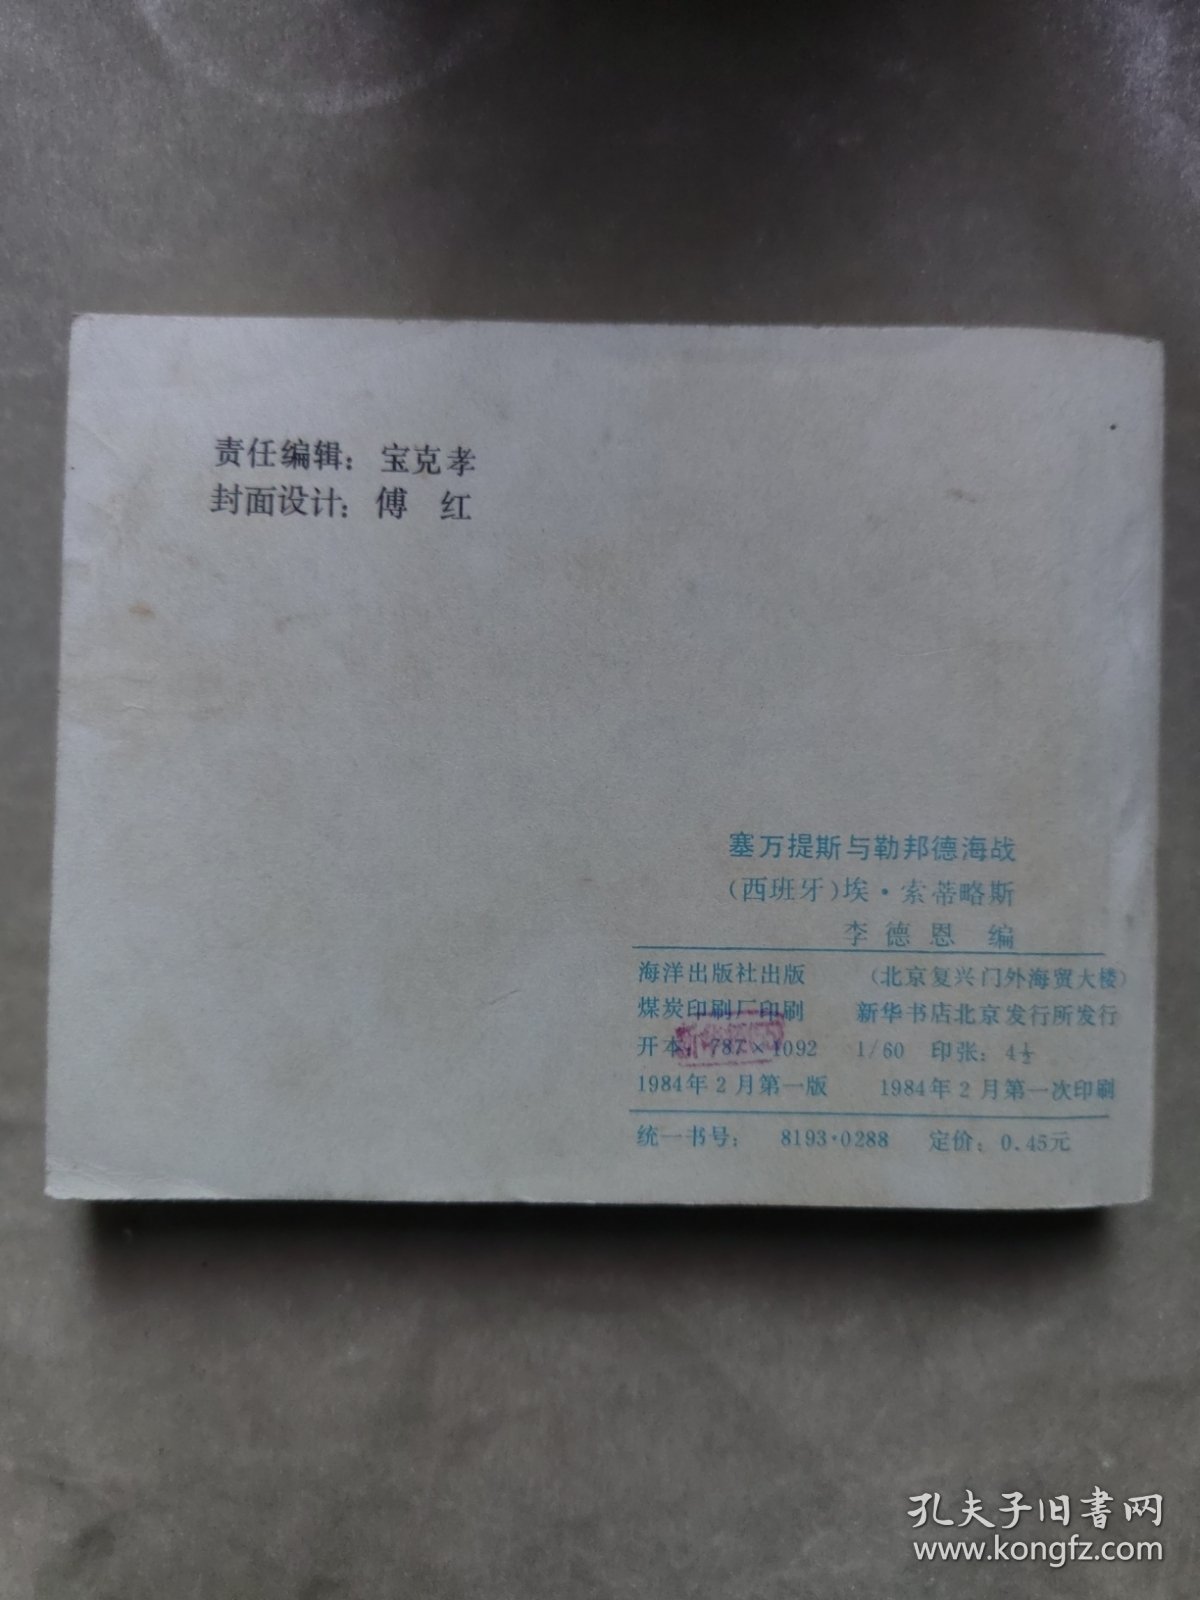 责任编辑：宝克孝
封面设计：傅 红
塞万提斯与勒邦德海战
（西班牙）埃·索蒂略斯
李德恩 编
海洋出版社出版 （北京复兴门外海贸大楼）
煤炭印刷厂印刷 新华书店北京发行所发行
开本：787×1092 1/60 印张：4½
1984年2月第一版 1984年2月第一次印刷
统一书号：8193·0288 定价：0.45元
孔夫子旧书网
www.kongfz.com